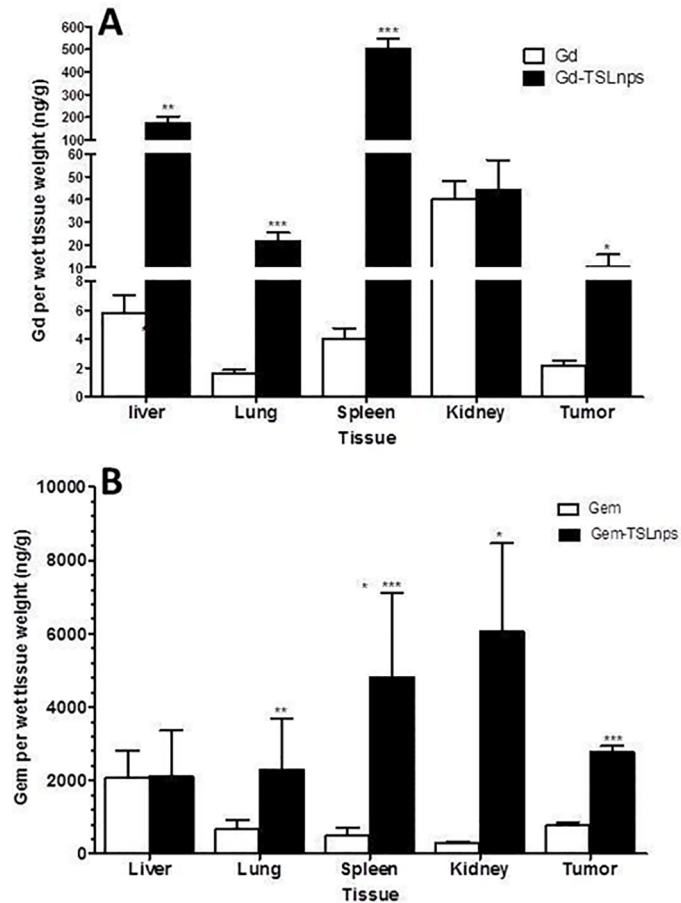 A
Gd per wet tissue weight (ng/g)
600
500
400
300
200
100
60
50
40
30
20
10
8
6
4
2
0
**
***
***
*
Gd
Gd-TSLnps
liver Lung Spleen Kidney Tumor
Tissue
B
Gem per wet tissue weight (ng/g)
10000
8000
6000
4000
2000
0
**
* ***
*
***
Gem
Gem-TSLnps
Liver Lung Spleen Kidney Tumor
Tissue